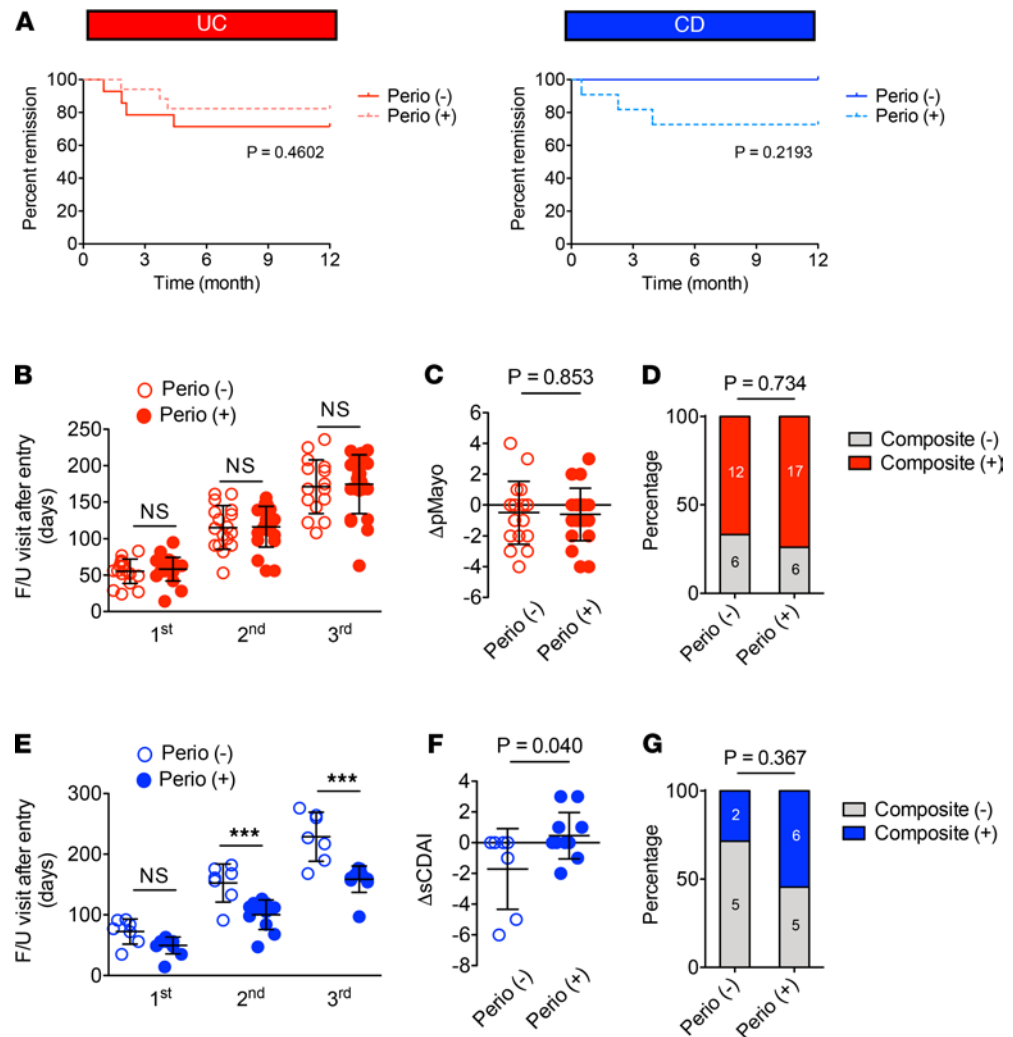 A
UC
CD
Percent remission
100
80
60
40
20
0
0
3
6
9
12
Time (month)
Perio (-)
Perio (+)
P = 0.4602
Percent remission
100
80
60
40
20
0
0
3
6
9
12
Time (month)
Perio (-)
Perio (+)
P = 0.2193
B
Perio (-)
Perio (+)
F/U visit after entry
(days)
250
200
150
100
50
0
NS
NS
NS
1st
2nd
3rd
C
P = 0.853
ΔpMayo
6
4
2
0
-2
-4
-6
Perio (-)
Perio (+)
D
P = 0.734
Percentage
100
50
0
12
17
6
6
Perio (-)
Perio (+)
Composite (-)
Composite (+)
E
Perio (-)
Perio (+)
F/U visit after entry
(days)
300
200
100
0
NS
***
***
1st
2nd
3rd
F
P = 0.040
ΔsCDAI
4
2
0
-2
-4
-6
-8
Perio (-)
Perio (+)
G
P = 0.367
Percentage
100
50
0
2
6
5
5
Perio (-)
Perio (+)
Composite (-)
Composite (+)